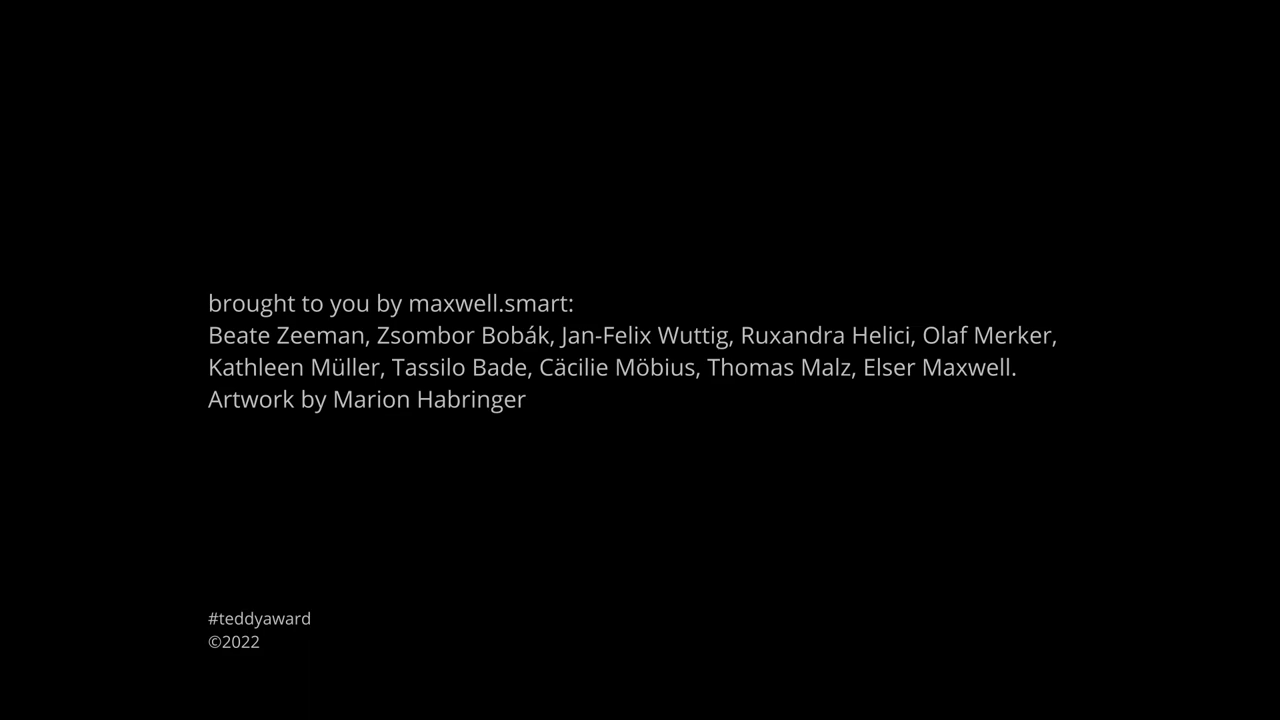 brought to you by maxwell.smart:
Beate Zeeman, Zsombor Bobák, Jan-Felix Wuttig, Ruxandra Helici, Olaf Merker,
Kathleen Müller, Tassilo Bade, Cäcilie Möbius, Thomas Malz, Elser Maxwell.
Artwork by Marion Habringer
#teddyaward
©2022